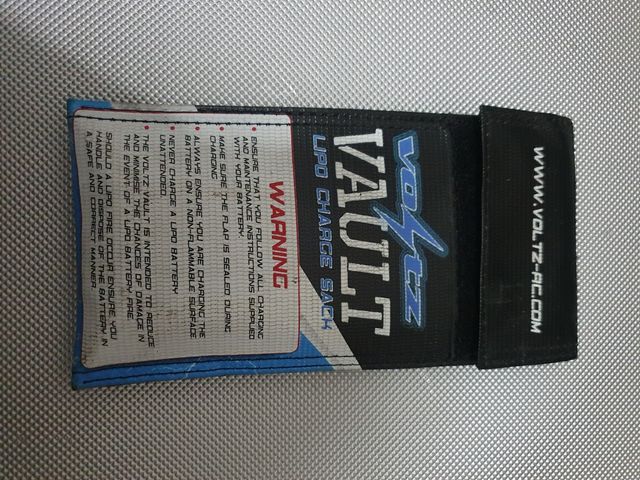 WWW.VOLTZ-RC.COM
VOLTZ
VAULT
LIPO CHARGE SACK
WARNING
• ENSURE THAT YOU FOLLOW ALL CHARGING
AND MAINTENANCE INSTRUCTIONS SUPPLIED
WITH YOUR BATTERY.
• MAKE SURE THE FLAP IS SEALED DURING
CHARGING
• ALWAYS ENSURE YOU ARE CHARGING THE
BATTERY ON A NON-FLAMMABLE SURFACE
• NEVER CHARGE A LIPO BATTERY
UNATTENDED.
• THE VOLTZ VAULT IS INTENDED TO REDUCE
AND MINIMISE THE CHANCES OF DAMAGE IN
THE EVENT OF A LIPO BATTERY FIRE.
SHOULD A LIPO FIRE OCCUR ENSURE YOU
HANDLE AND DISPOSE OF THE BATTERY IN
A SAFE AND CORRECT MANNER